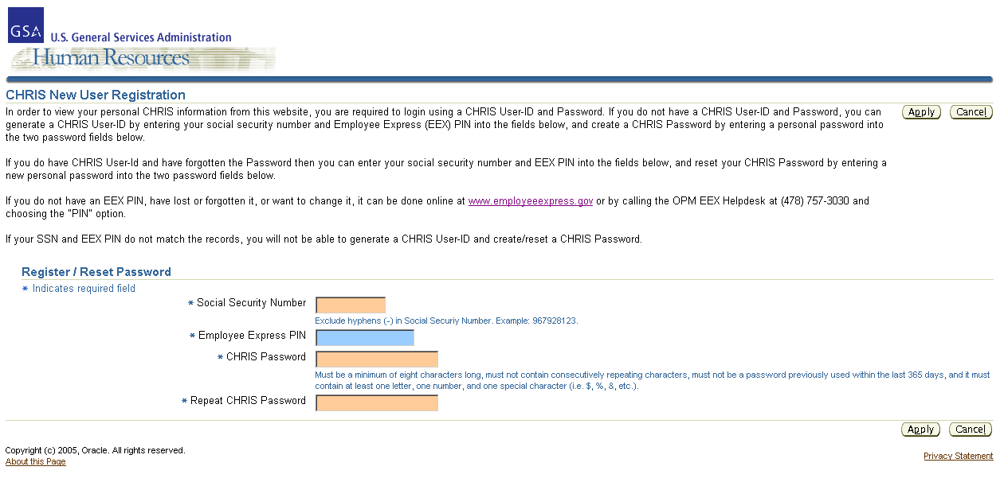 GSA
U.S. General Services Administration
Human Resources
CHRIS New User Registration
In order to view your personal CHRIS information from this website, you are required to login using a CHRIS User-ID and Password. If you do not have a CHRIS User-ID and Password, you can
generate a CHRIS User-ID by entering your social security number and Employee Express (EEX) PIN into the fields below, and create a CHRIS Password by entering a personal password into
the two password fields below.
Apply Cancel
If you do have CHRIS User-Id and have forgotten the Password then you can enter your social security number and EEX PIN into the fields below, and reset your CHRIS Password by entering a
new personal password into the two password fields below.
If you do not have an EEX PIN, have lost or forgotten it, or want to change it, it can be done online at www.employeeexpress.gov or by calling the OPM EEX Helpdesk at (478) 757-3030 and
choosing the "PIN" option.
If your SSN and EEX PIN do not match the records, you will not be able to generate a CHRIS User-ID and create/reset a CHRIS Password.
Register / Reset Password
* Indicates required field
* Social Security Number
Exclude hyphens (-) in Social Securiy Number. Example: 967928123.
* Employee Express PIN
* CHRIS Password
Must be a minimum of eight characters long, must not contain consecutively repeating characters, must not be a password previously used within the last 365 days, and it must
contain at least one letter, one number, and one special character (i.e. $, %, &, etc.).
* Repeat CHRIS Password
Apply Cancel
Copyright (c) 2005, Oracle. All rights reserved.
About this Page
Privacy Statement